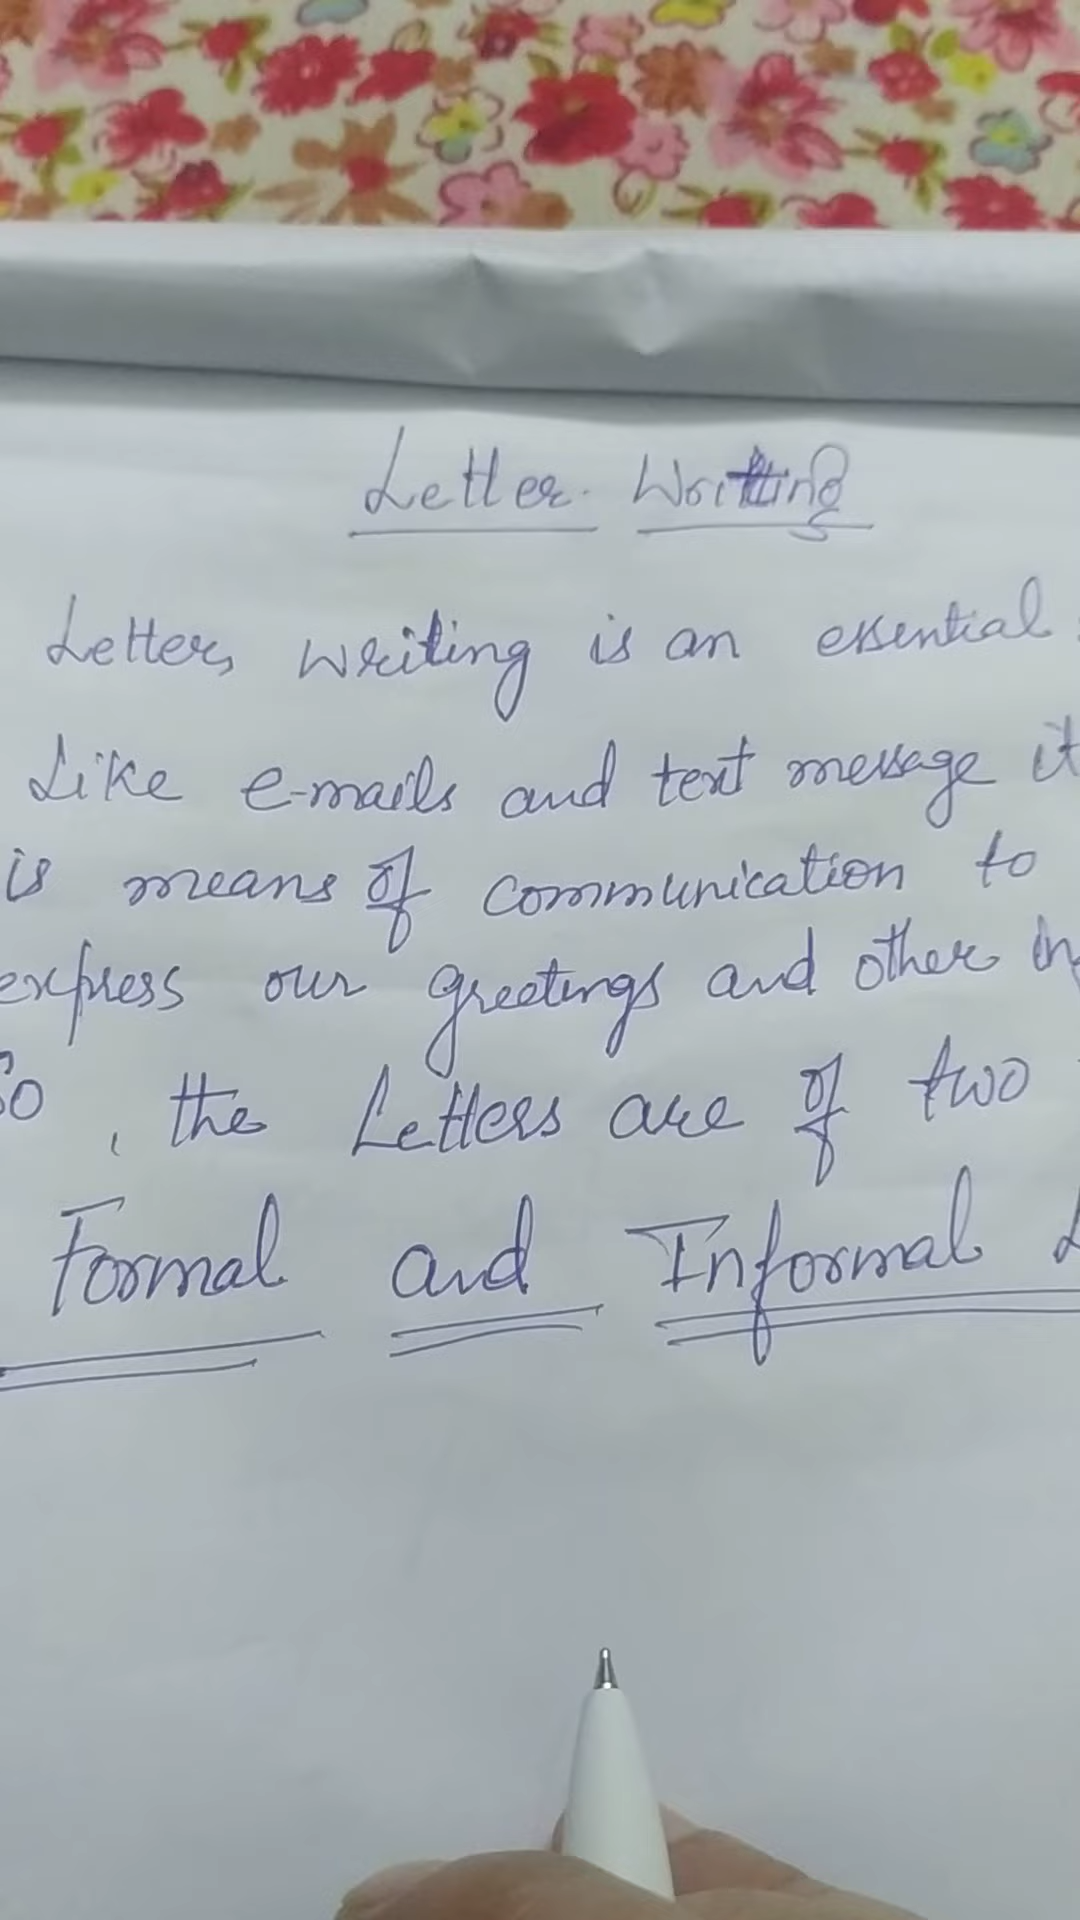 Letter Writing
Letter, writing is an essential
Like e-mails and text message it
is means of communication to
express our greetings and other
So, the Letters are of two
Formal and Informal